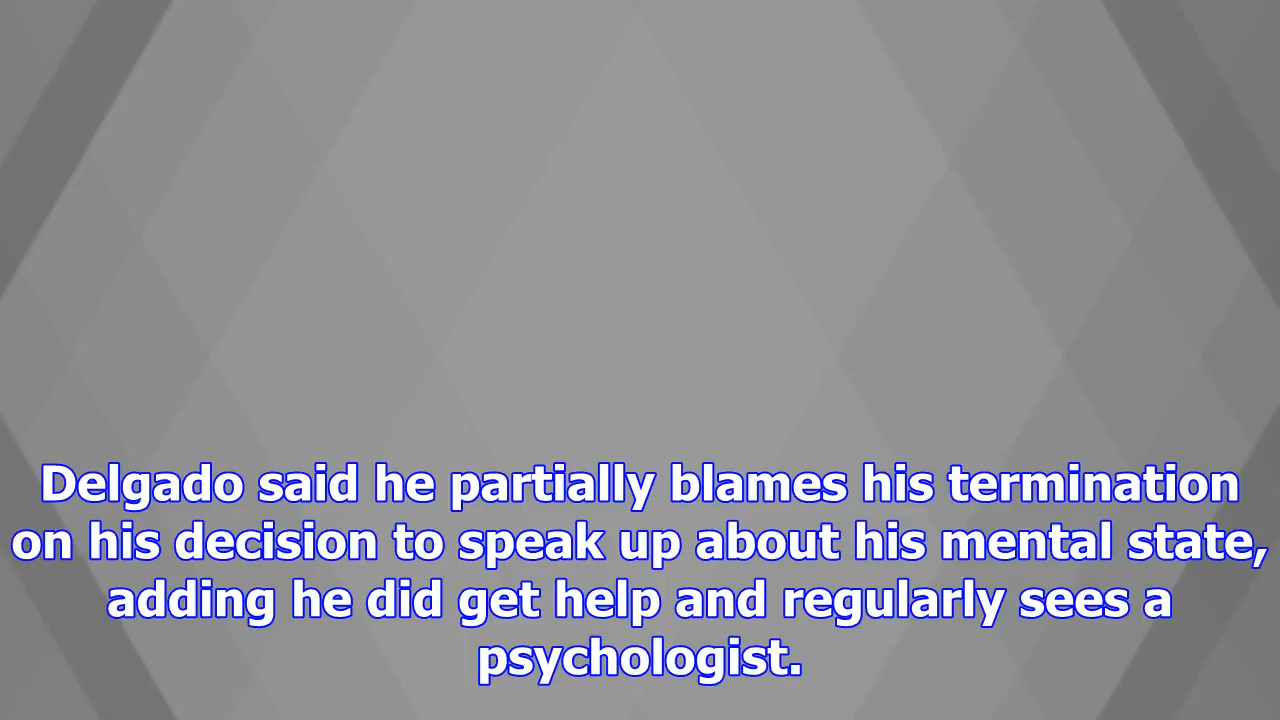 Delgado said he partially blames his termination
on his decision to speak up about his mental state,
adding he did get help and regularly sees a
psychologist.